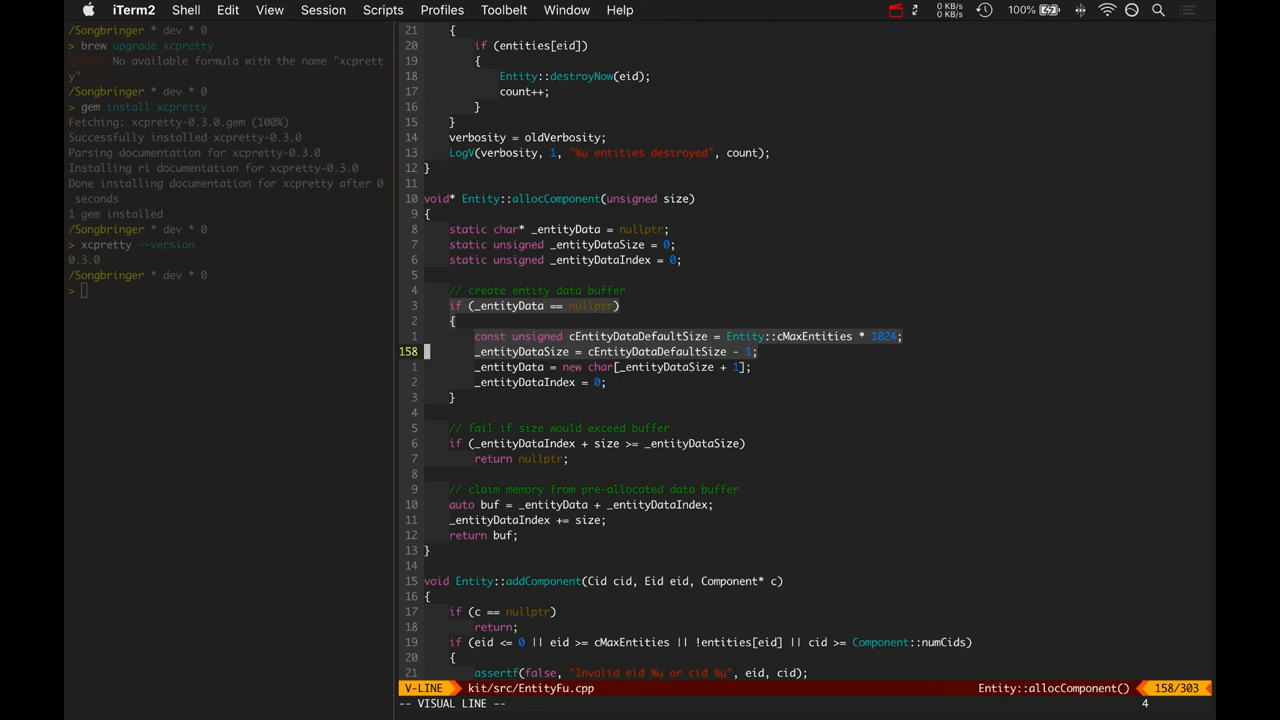 iTerm2 Shell Edit View Session Scripts Profiles Toolbelt Window Help 0 KB/s 0 KB/s 100%
/Songbringer * dev * 0
> brew upgrade xcpretty
Error: No available formula with the name "xcprett
y"
/Songbringer * dev * 0
> gem install xcpretty
Fetching: xcpretty-0.3.0.gem (100%)
Successfully installed xcpretty-0.3.0
Parsing documentation for xcpretty-0.3.0
Installing ri documentation for xcpretty-0.3.0
Done installing documentation for xcpretty after 0
seconds
1 gem installed
/Songbringer * dev * 0
> xcpretty --version
0.3.0
/Songbringer * dev * 0
>
21 {
20 if (entities[eid])
19 {
18 Entity::destroyNow(eid);
17 count++;
16 }
15 }
14 verbosity = oldVerbosity;
13 LogV(verbosity, 1, "%u entities destroyed", count);
12 }
11
10 void* Entity::allocComponent(unsigned size)
9 {
8 static char* _entityData = nullptr;
7 static unsigned _entityDataSize = 0;
6 static unsigned _entityDataIndex = 0;
5
4 // create entity data buffer
3 if (_entityData == nullptr)
2 {
1 const unsigned cEntityDataDefaultSize = Entity::cMaxEntities * 1024;
158 _entityDataSize = cEntityDataDefaultSize - 1;
1 _entityData = new char[_entityDataSize + 1];
2 _entityDataIndex = 0;
3 }
4
5 // fail if size would exceed buffer
6 if (_entityDataIndex + size >= _entityDataSize)
7 return nullptr;
8
9 // claim memory from pre-allocated data buffer
10 auto buf = _entityData + _entityDataIndex;
11 _entityDataIndex += size;
12 return buf;
13 }
14
15 void Entity::addComponent(Cid cid, Eid eid, Component* c)
16 {
17 if (c == nullptr)
18 return;
19 if (eid <= 0 || eid >= cMaxEntities || !entities[eid] || cid >= Component::numCids)
20 {
21 assertf(false, "Invalid eid %u or cid %u", eid, cid);
V-LINE kit/src/EntityFu.cpp Entity::allocComponent() 158/303
-- VISUAL LINE -- 4